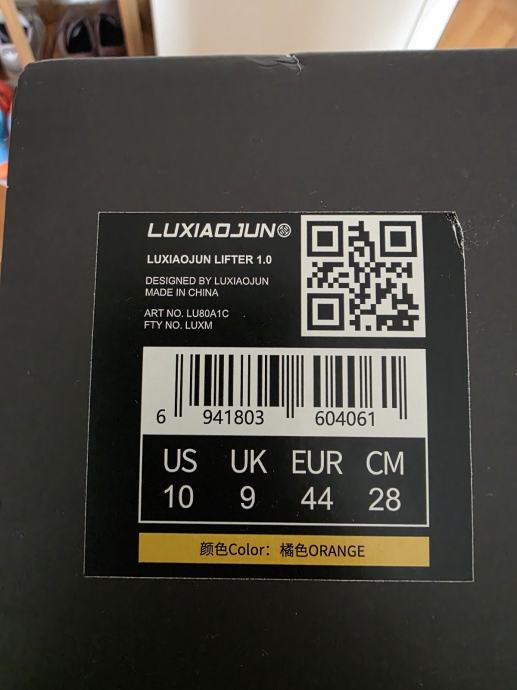 LUXIAOJUN
LUXIAOJUN LIFTER 1.0
DESIGNED BY LUXIAOJUN
MADE IN CHINA
ART NO. LU80A1C
FTY NO. LUXM
6 941803 604061
US UK EUR CM
10 9 44 28
颜色Color: 橘色ORANGE